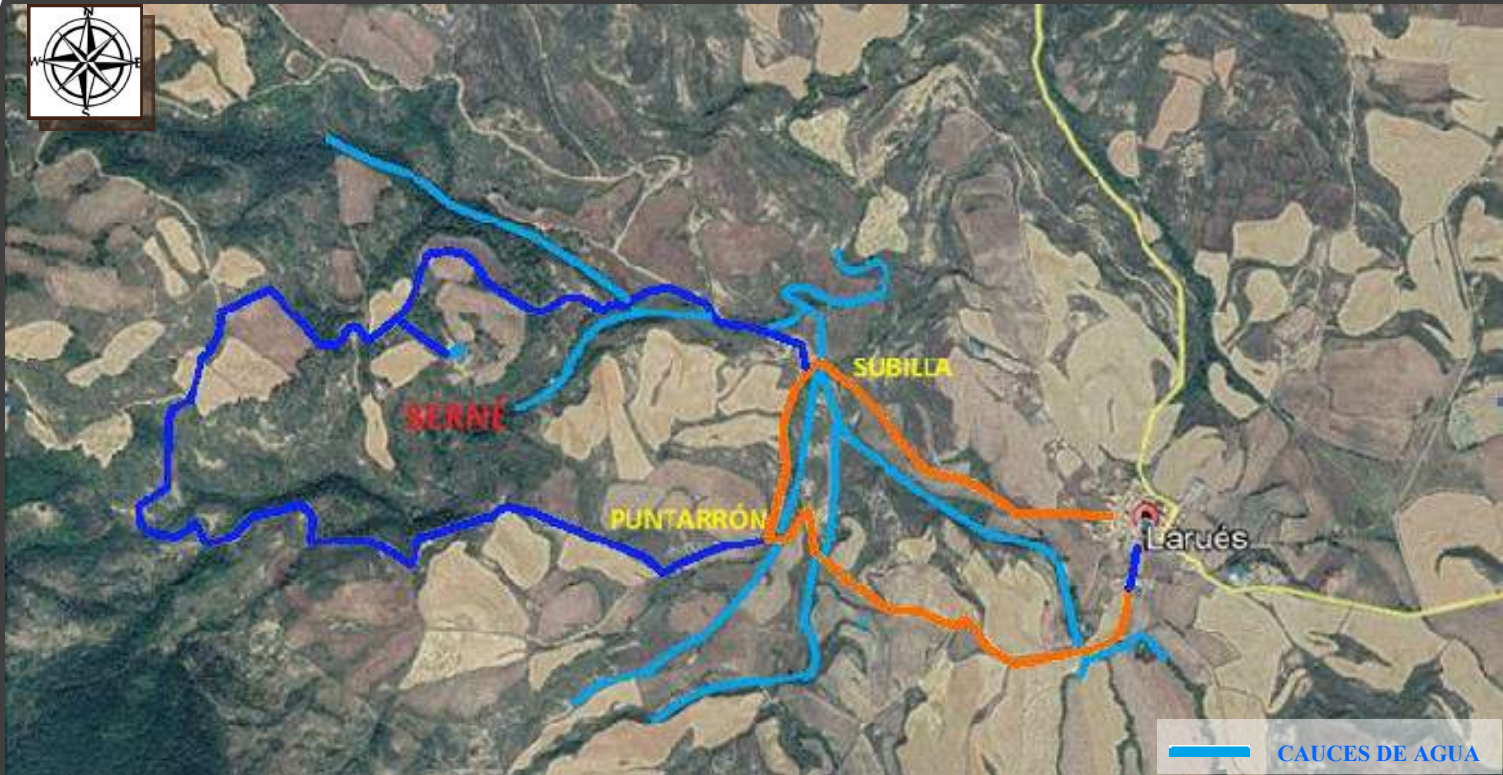 N
W E
S
SUBILLA
BERNÉ
PUNTARRÓN
Larués
CAUCES DE AGUA